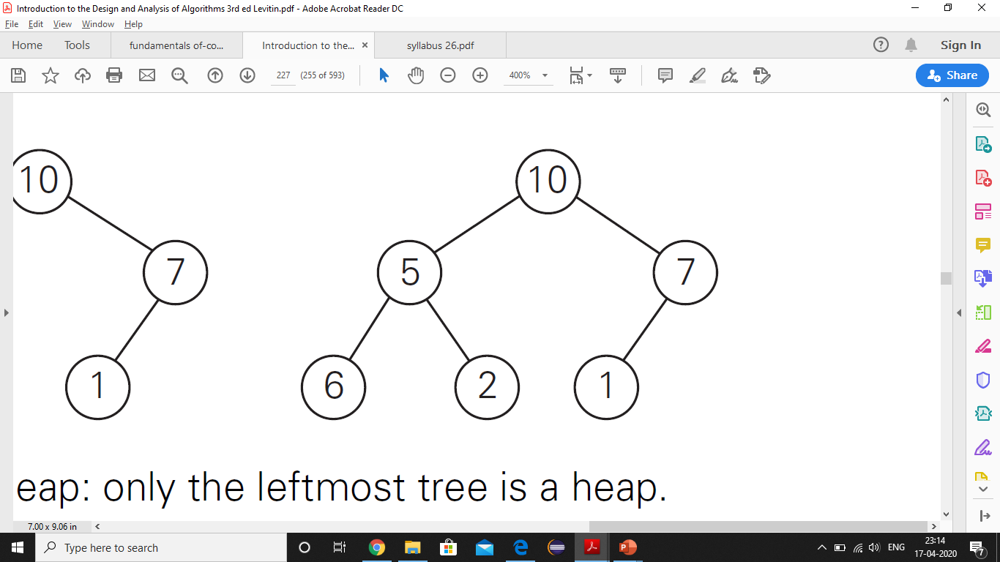 Introduction to the Design and Analysis of Algorithms 3rd ed Levitin.pdf - Adobe Acrobat Reader DC
File Edit View Window Help
Home Tools fundamentals of-co... Introduction to the... × syllabus 26.pdf ? Sign In
227 (255 of 593) 400% Share
10 10
7 5 7
1 6 2 1
eap: only the leftmost tree is a heap.
7.00 x 9.06 in
Type here to search ENG 23:14
17-04-2020 7